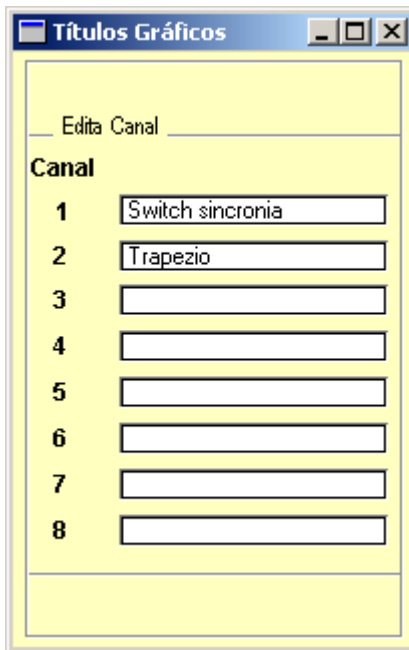 Títulos Gráficos
Edita Canal
Canal
1 Switch sincronia
2 Trapezio
3
4
5
6
7
8